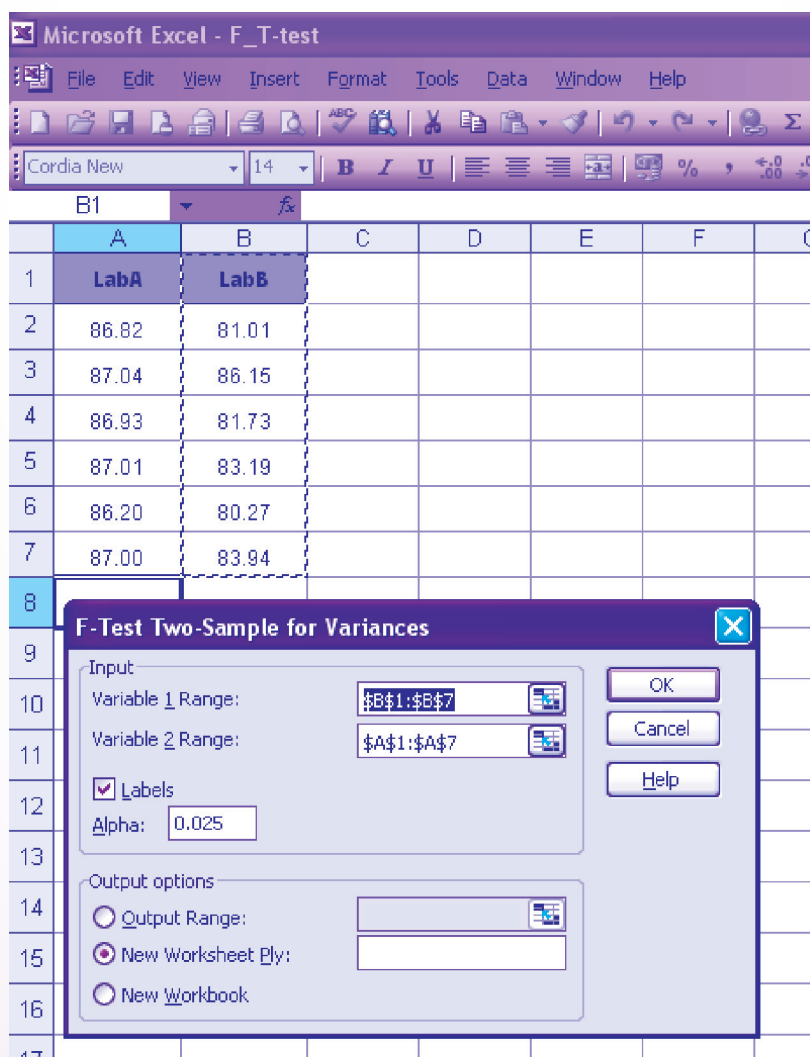 Microsoft Excel - F_T-test
File Edit View Insert Format Tools Data Window Help
ABC Σ
Cordia New 14 B I U a % , .00
B1 fx
A B C D E F
1 LabA LabB
2 86.82 81.01
3 87.04 86.15
4 86.93 81.73
5 87.01 83.19
6 86.20 80.27
7 87.00 83.94
8
F-Test Two-Sample for Variances
9
Input
OK
10 Variable 1 Range: $B$1:$B$7
Cancel
Variable 2 Range: $A$1:$A$7
11
Help
Labels
12
Alpha: 0.025
13
Output options
14 Output Range:
15 New Worksheet Ply:
New Workbook
16
17